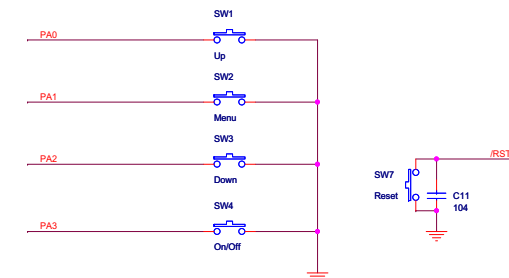 SW1
PA0
Up
SW2
PA1
Menu
SW3
PA2
Down
SW4
PA3
On/Off
/RST
SW7
Reset
C11
104